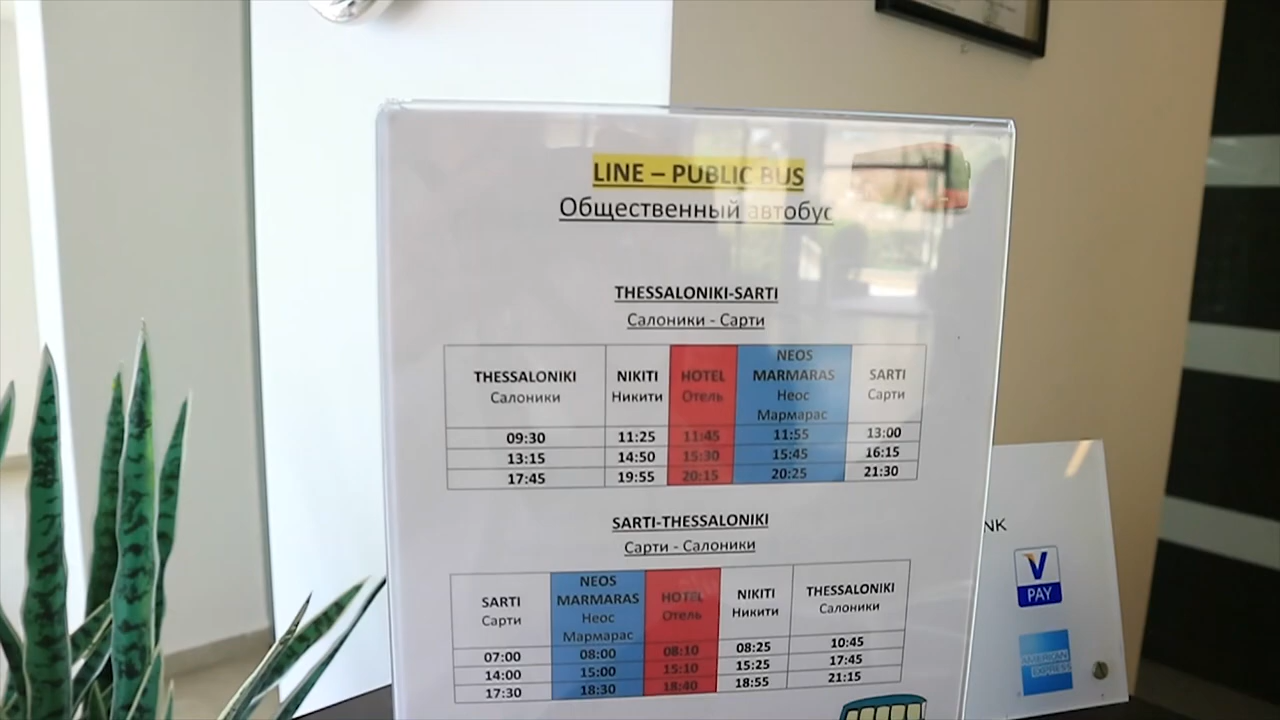 LINE – PUBLIC BUS
Общественный автобус
THESSALONIKI-SARTI
Салоники - Сарти
THESSALONIKI NIKITI HOTEL NEOS MARMARAS SARTI
Салоники Никити Отель Неос Мармарас Сарти
09:30 11:25 11:45 11:55 13:00
13:15 14:50 15:30 15:45 16:15
17:45 19:55 20:15 20:25 21:30
SARTI-THESSALONIKI
Сарти - Салоники
SARTI NEOS MARMARAS HOTEL NIKITI THESSALONIKI
Сарти Неос Мармарас Отель Никити Салоники
07:00 08:00 08:10 08:25 10:45
14:00 15:00 15:10 15:25 17:45
17:30 18:30 18:40 18:55 21:15
V
PAY
AMERICAN
EXPRESS